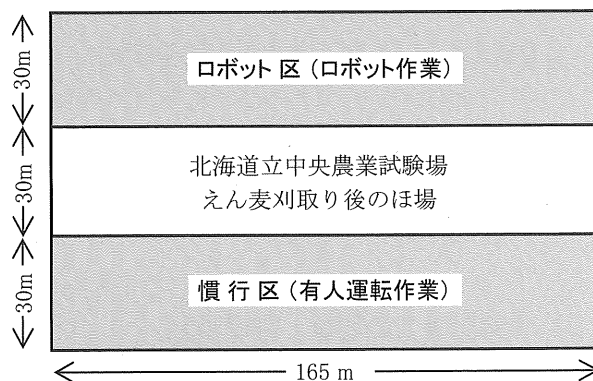 30m
ロボット区（ロボット作業）
30m
北海道立中央農業試験場
えん麦刈取り後のほ場
30m
慣行区（有人運転作業）
165 m